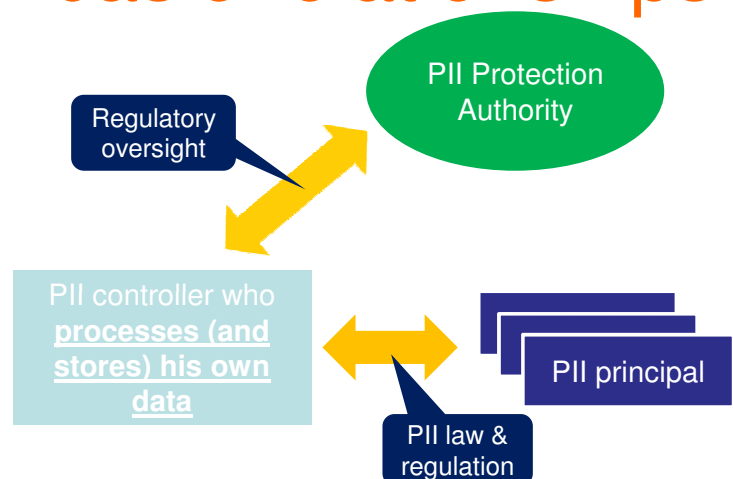 PII Protection
Authority
Regulatory
oversight
PII controller who
processes (and
stores) his own
data
PII principal
PII law &
regulation